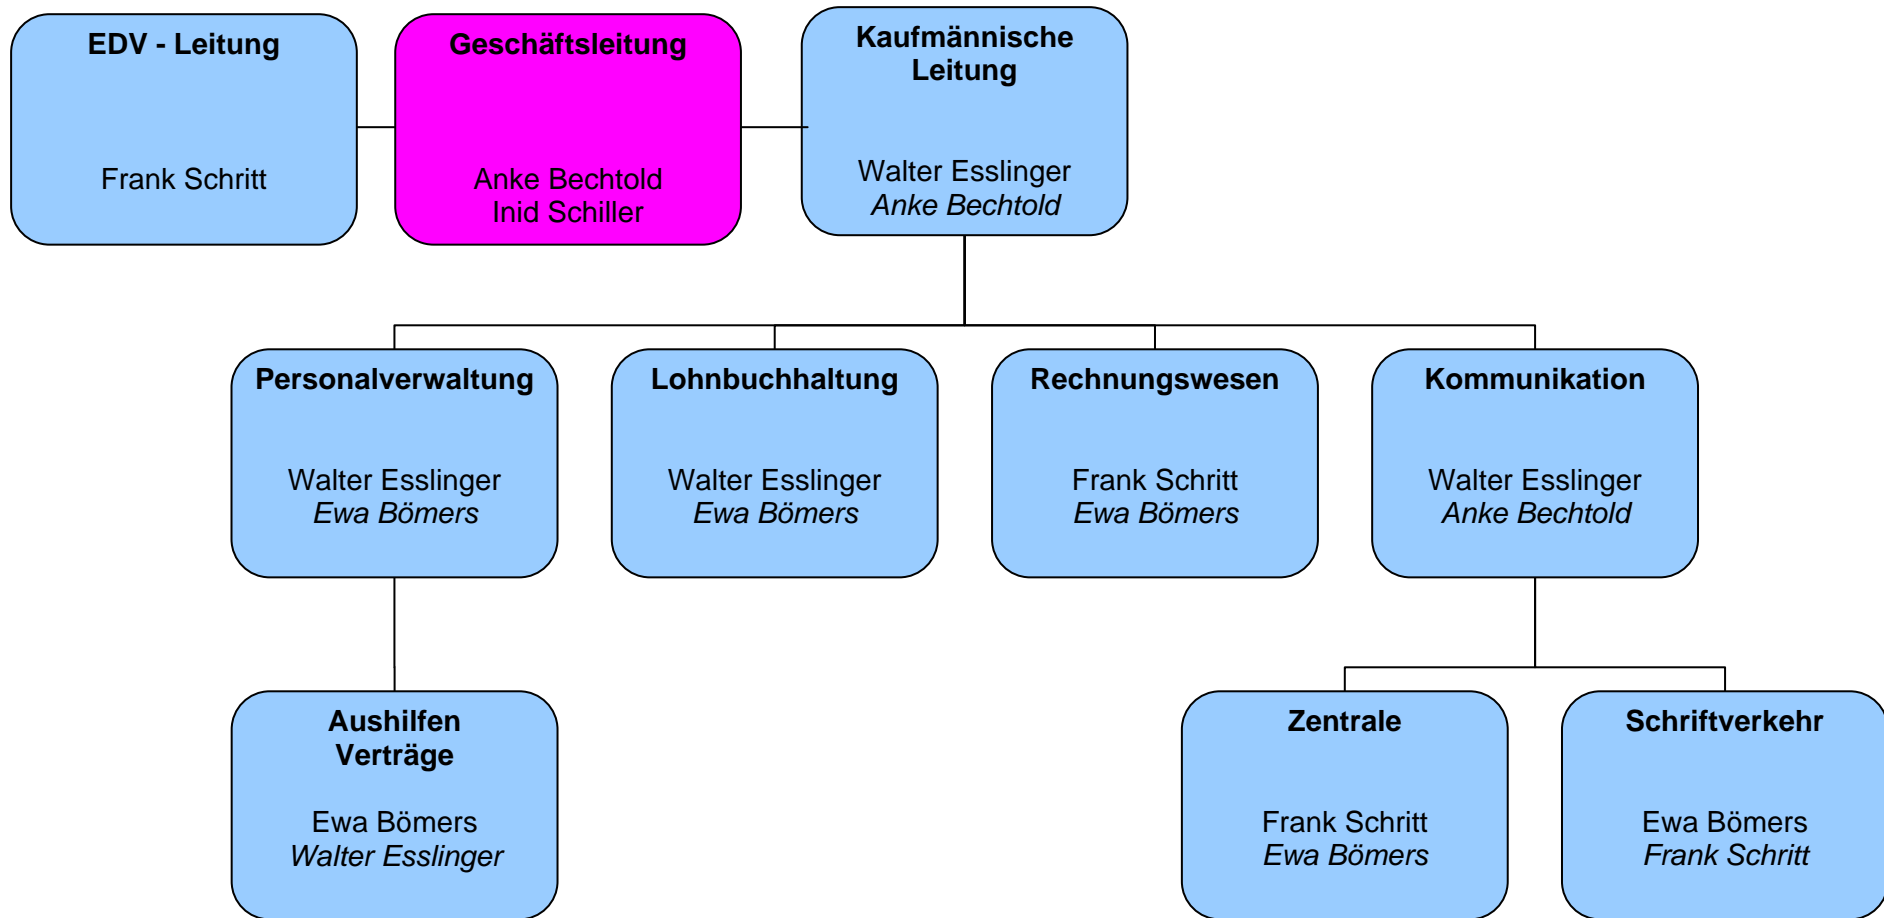 EDV - Leitung
Frank Schritt
Geschäftsleitung
Anke Bechtold
Inid Schiller
Kaufmännische
Leitung
Walter Esslinger
Anke Bechtold
Personalverwaltung
Walter Esslinger
Ewa Bömers
Lohnbuchhaltung
Walter Esslinger
Ewa Bömers
Rechnungswesen
Frank Schritt
Ewa Bömers
Kommunikation
Walter Esslinger
Anke Bechtold
Aushilfen
Verträge
Ewa Bömers
Walter Esslinger
Zentrale
Frank Schritt
Ewa Bömers
Schriftverkehr
Ewa Bömers
Frank Schritt